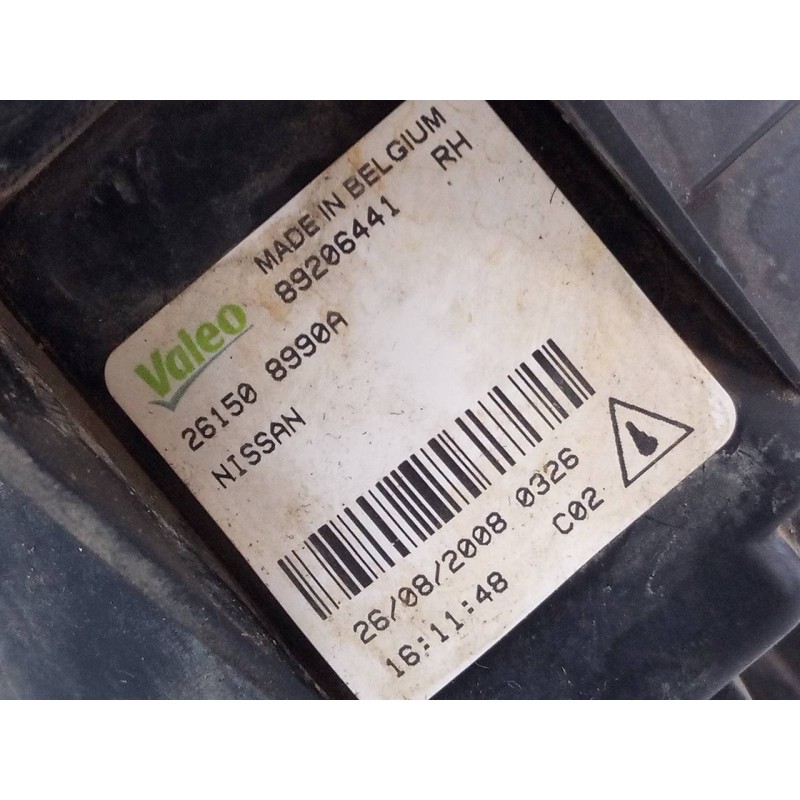 Valeo
MADE IN BELGIUM
89206441 RH
26150 8990A
NISSAN
26/08/2008 0326
16:11:48 C02